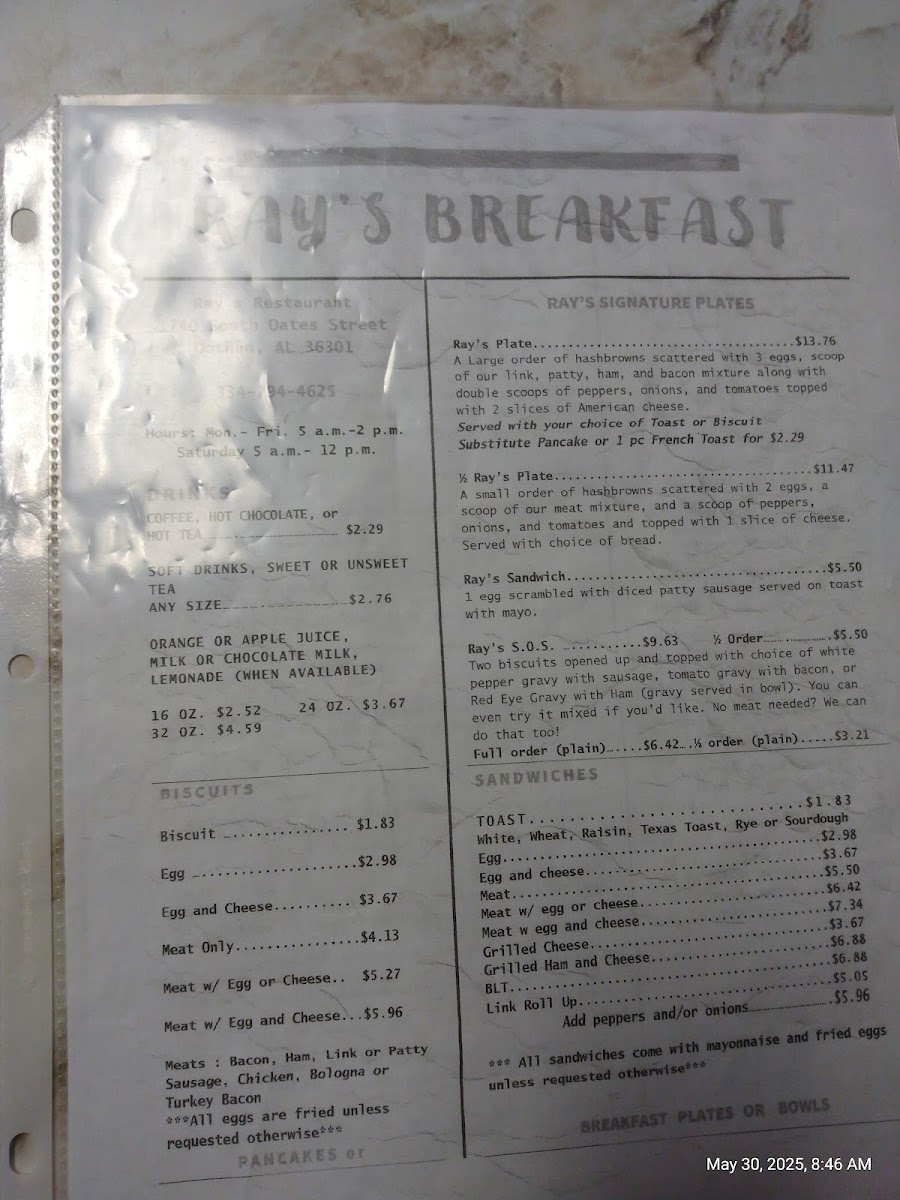 RAY'S BREAKFAST
Ray's Restaurant
South Oates Street
Dothan, AL 36301
334-794-4625
Hours: Mon.- Fri. 5 a.m.-2 p.m.
Saturday 5 a.m.- 12 p.m.
DRINKS
COFFEE, HOT CHOCOLATE, or
HOT TEA ........................ $2.29
SOFT DRINKS, SWEET OR UNSWEET
TEA
ANY SIZE........................$2.76
ORANGE OR APPLE JUICE,
MILK OR CHOCOLATE MILK,
LEMONADE (WHEN AVAILABLE)
16 OZ. $2.52 24 OZ. $3.67
32 OZ. $4.59
BISCUITS
Biscuit ................ $1.83
Egg ....................$2.98
Egg and Cheese.......... $3.67
Meat Only...............$4.13
Meat w/ Egg or Cheese.. $5.27
Meat w/ Egg and Cheese...$5.96
Meats : Bacon, Ham, Link or Patty
Sausage, Chicken, Bologna or
Turkey Bacon
***All eggs are fried unless
requested otherwise***
PANCAKES or
RAY'S SIGNATURE PLATES
Ray's Plate.....................................$13.76
A Large order of hashbrowns scattered with 3 eggs, scoop
of our link, patty, ham, and bacon mixture along with
double scoops of peppers, onions, and tomatoes topped
with 2 slices of American cheese.
Served with your choice of Toast or Biscuit
Substitute Pancake or 1 pc French Toast for $2.29
½ Ray's Plate.....................................$11.47
A small order of hashbrowns scattered with 2 eggs, a
scoop of our meat mixture, and a scoop of peppers,
onions, and tomatoes and topped with 1 slice of cheese.
Served with choice of bread.
Ray's Sandwich.....................................$5.50
1 egg scrambled with diced patty sausage served on toast
with mayo.
Ray's S.O.S. .............$9.63 ½ Order...............$5.50
Two biscuits opened up and topped with choice of white
pepper gravy with sausage, tomato gravy with bacon, or
Red Eye Gravy with Ham (gravy served in bowl). You can
even try it mixed if you'd like. No meat needed? We can
do that too!
Full order (plain)......$6.42...½ order (plain).....$3.21
SANDWICHES
TOAST.............................$1.83
White, Wheat, Raisin, Texas Toast, Rye or Sourdough
Egg........................................$2.98
Egg and cheese.............................$3.67
Meat.......................................$5.50
Meat w/ egg or cheese......................$6.42
Meat w egg and cheese......................$7.34
Grilled Cheese.............................$3.67
Grilled Ham and Cheese.....................$6.88
BLT........................................$6.88
Link Roll Up...............................$5.05
Add peppers and/or onions..................$5.96
*** All sandwiches come with mayonnaise and fried eggs
unless requested otherwise***
BREAKFAST PLATES OR BOWLS
May 30, 2025, 8:46 AM